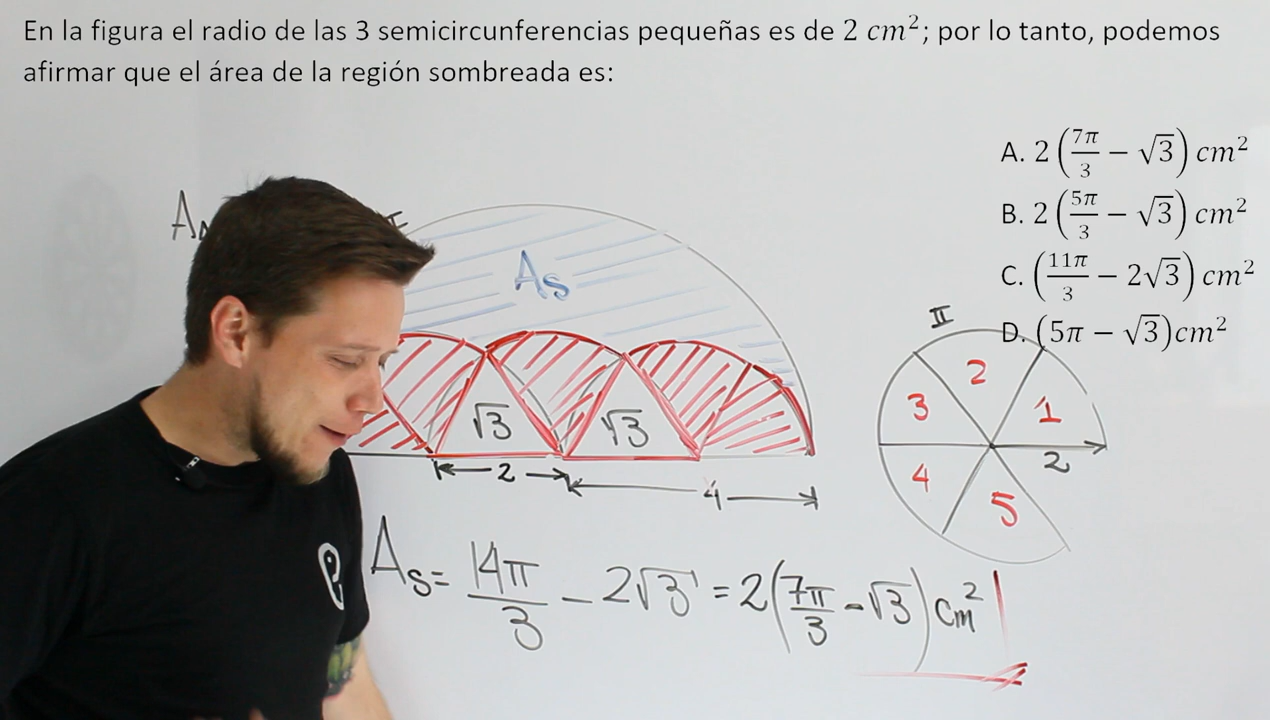 En la figura el radio de las 3 semicircunferencias pequeñas es de 2 cm²; por lo tanto, podemos
afirmar que el área de la región sombreada es:
A. 2 (7π/3 − √3) cm²
B. 2 (5π/3 − √3) cm²
C. (11π/3 − 2√3) cm²
D. (5π − √3)cm²
As
√3
√3
2
4
II
3
2
1
2
4
5
As = 14π/3 − 2√3 = 2(7π/3 − √3) cm²